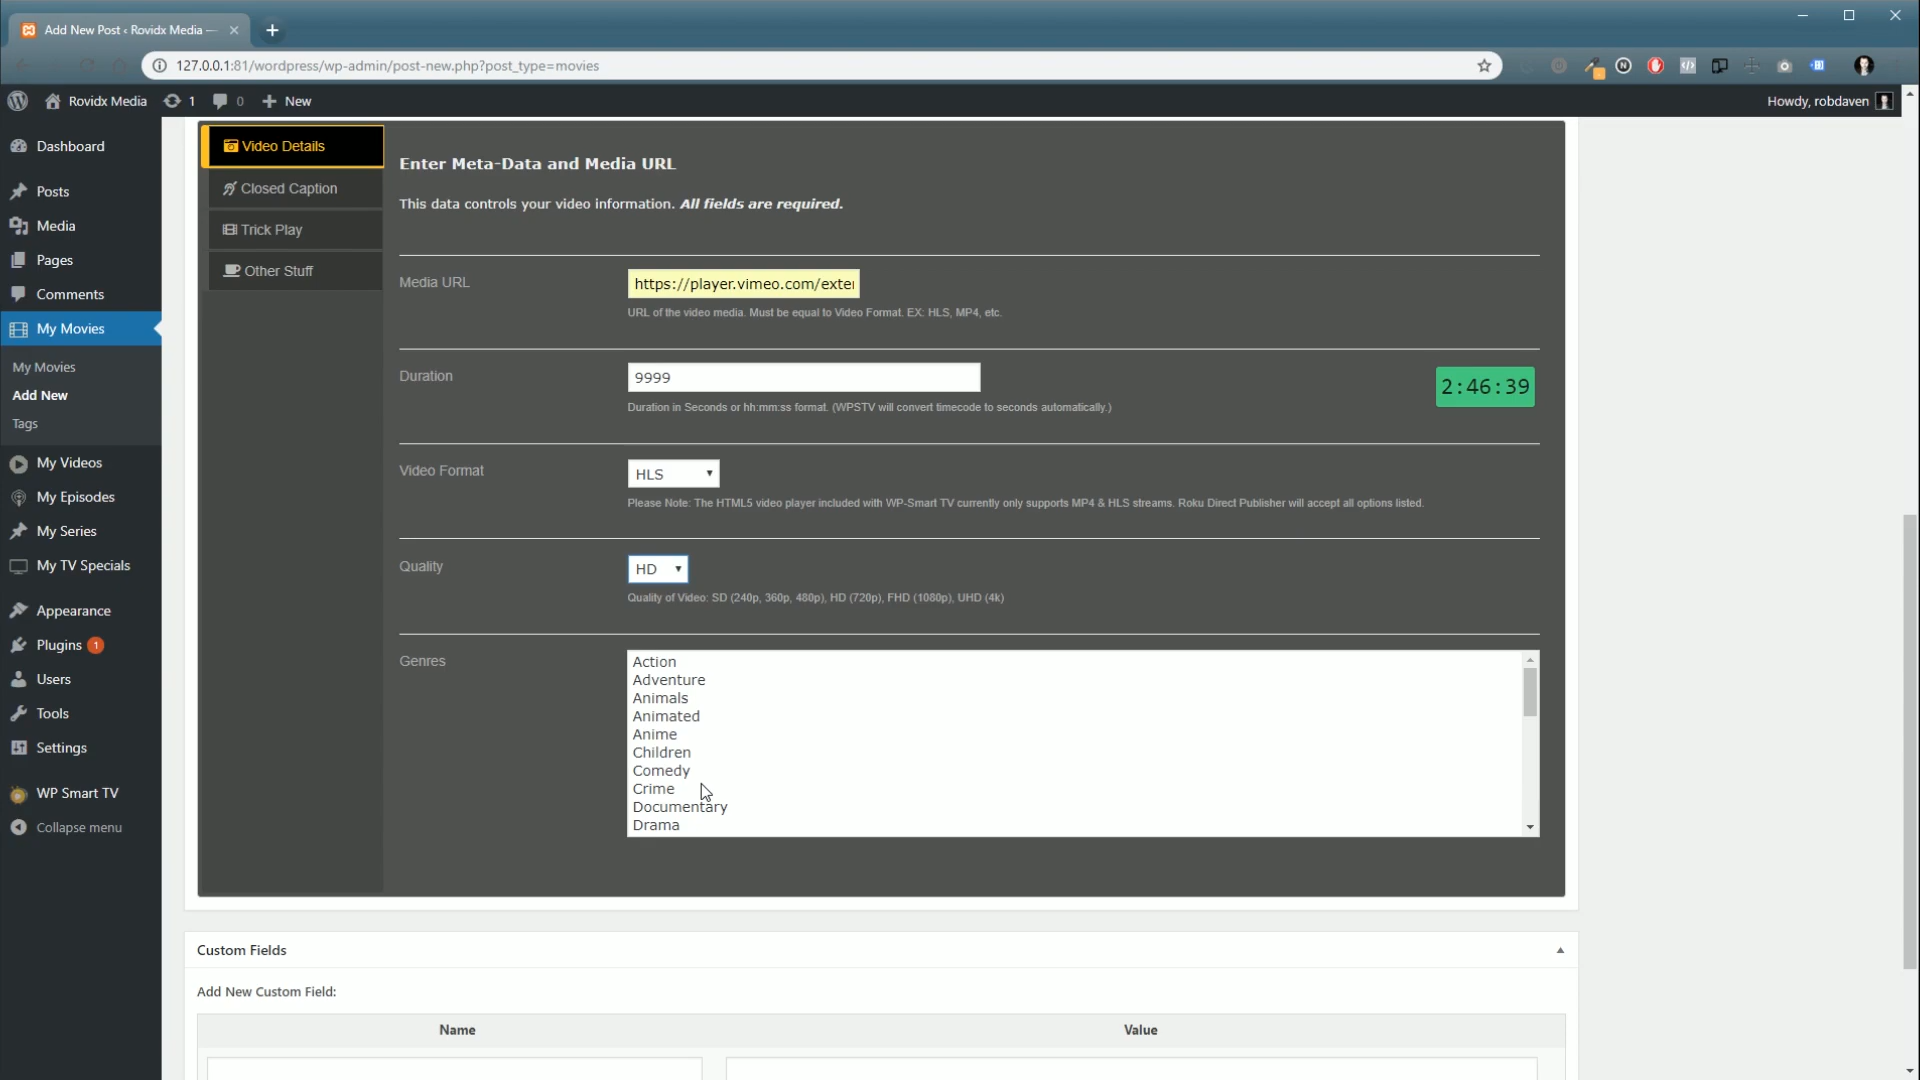 Add New Post ‹ Rovidx Media —
127.0.0.1:81/wordpress/wp-admin/post-new.php?post_type=movies
Rovidx Media 1 0 New
Howdy, robdaven
Dashboard
Posts
Media
Pages
Comments
My Movies
My Movies
Add New
Tags
My Videos
My Episodes
My Series
My TV Specials
Appearance
Plugins 1
Users
Tools
Settings
WP Smart TV
Collapse menu
Video Details
Closed Caption
Trick Play
Other Stuff
Enter Meta-Data and Media URL
This data controls your video information. All fields are required.
Media URL
https://player.vimeo.com/exter
URL of the video media. Must be equal to Video Format. EX: HLS, MP4, etc.
Duration
9999
2:46:39
Duration in Seconds or hh:mm:ss format. (WPSTV will convert timecode to seconds automatically.)
Video Format
HLS
Please Note: The HTML5 video player included with WP-Smart TV currently only supports MP4 & HLS streams. Roku Direct Publisher will accept all options listed.
Quality
HD
Quality of Video: SD (240p, 360p, 480p), HD (720p), FHD (1080p), UHD (4k)
Genres
Action
Adventure
Animals
Animated
Anime
Children
Comedy
Crime
Documentary
Drama
Custom Fields
Add New Custom Field:
Name
Value